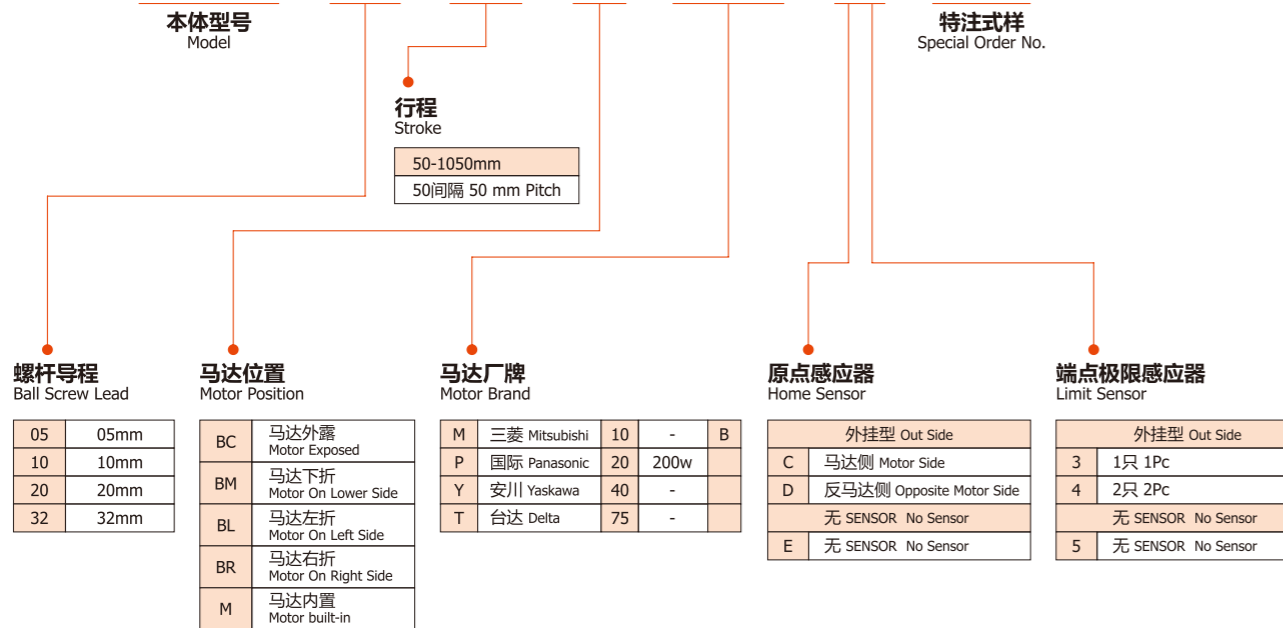 本体型号
Model
特注式样
Special Order No.
行程
Stroke
50-1050mm
50间隔 50 mm Pitch
螺杆导程
Ball Screw Lead
05 05mm
10 10mm
20 20mm
32 32mm
马达位置
Motor Position
BC 马达外露
Motor Exposed
BM 马达下折
Motor On Lower Side
BL 马达左折
Motor On Left Side
BR 马达右折
Motor On Right Side
M 马达内置
Motor built-in
马达厂牌
Motor Brand
M 三菱 Mitsubishi 10 - B
P 国际 Panasonic 20 200w
Y 安川 Yaskawa 40 -
T 台达 Delta 75 -
原点感应器
Home Sensor
外挂型 Out Side
C 马达侧 Motor Side
D 反马达侧 Opposite Motor Side
无 SENSOR No Sensor
E 无 SENSOR No Sensor
端点极限感应器
Limit Sensor
外挂型 Out Side
3 1只 1Pc
4 2只 2Pc
无 SENSOR No Sensor
5 无 SENSOR No Sensor